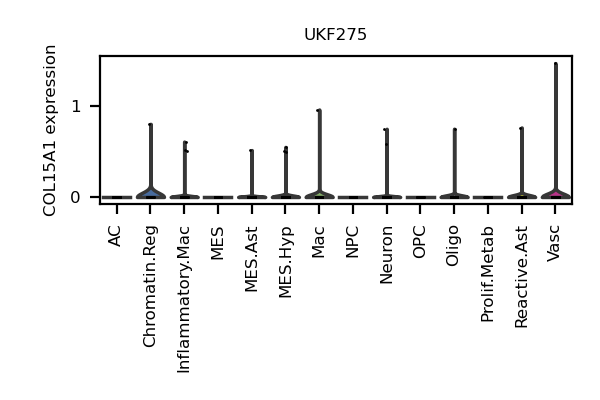 UKF275
COL15A1 expression
1
0
AC
Chromatin.Reg
Inflammatory.Mac
MES
MES.Ast
MES.Hyp
Mac
NPC
Neuron
OPC
Oligo
Prolif.Metab
Reactive.Ast
Vasc